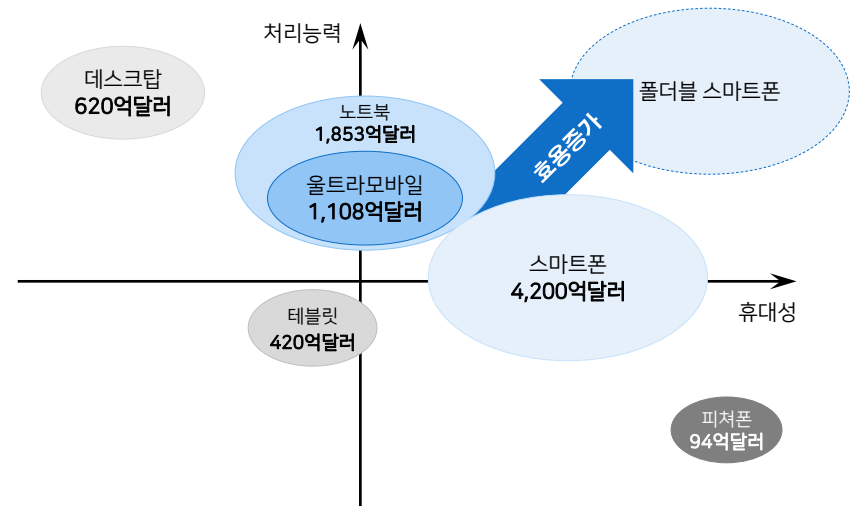 처리능력
데스크탑
620억달러
노트북
1,853억달러
울트라모바일
1,108억달러
효용증가
폴더블 스마트폰
스마트폰
4,200억달러
휴대성
테블릿
420억달러
피쳐폰
94억달러